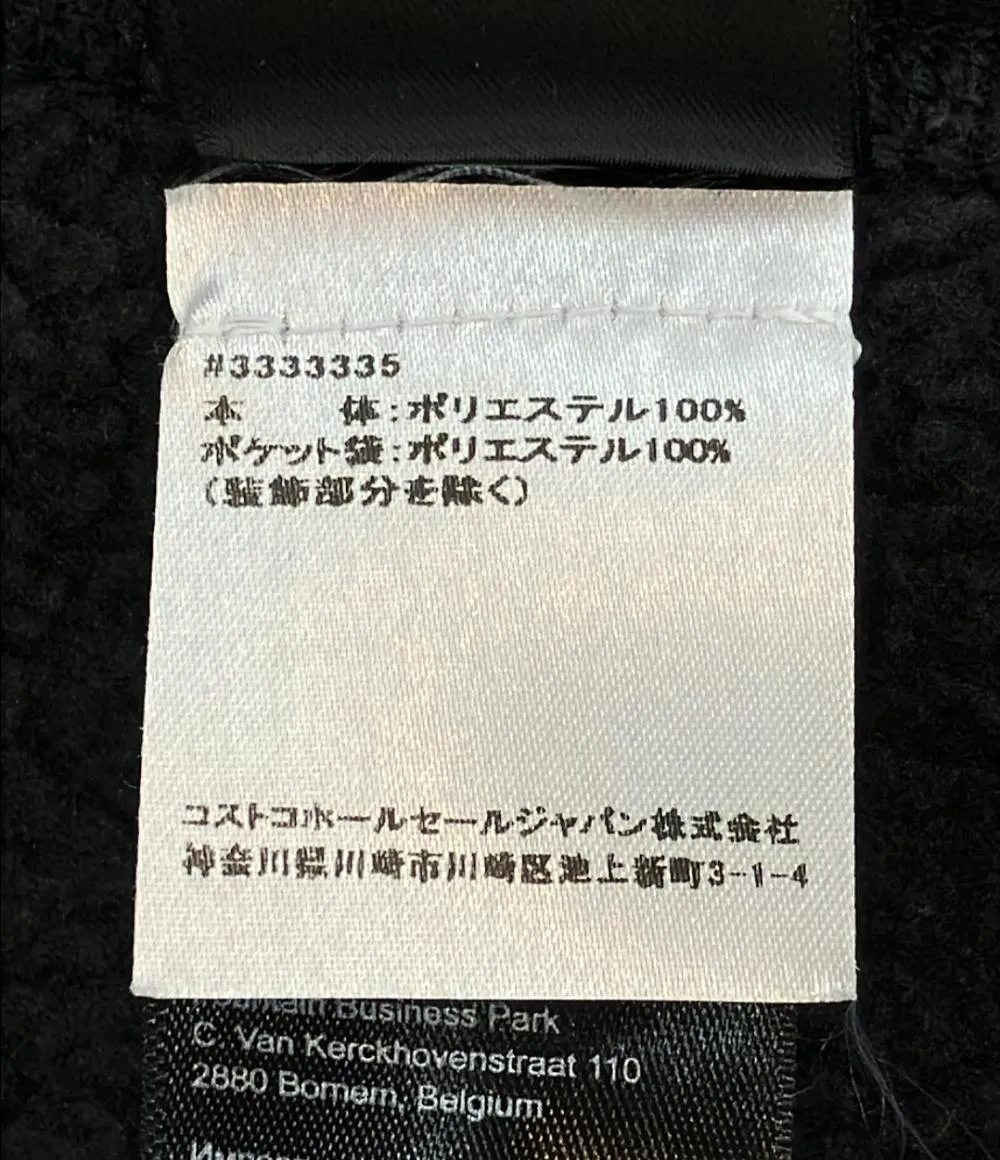 #3333335
本　　　体:ポリエステル100%
ポケット袋:ポリエステル100%
(装飾部分を除く)
コストコホールセールジャパン株式会社
神奈川県川崎市川崎区池上新町3-1-4
Business Park
C. Van Kerckhovenstraat 110
2880 Bornem, Belgium